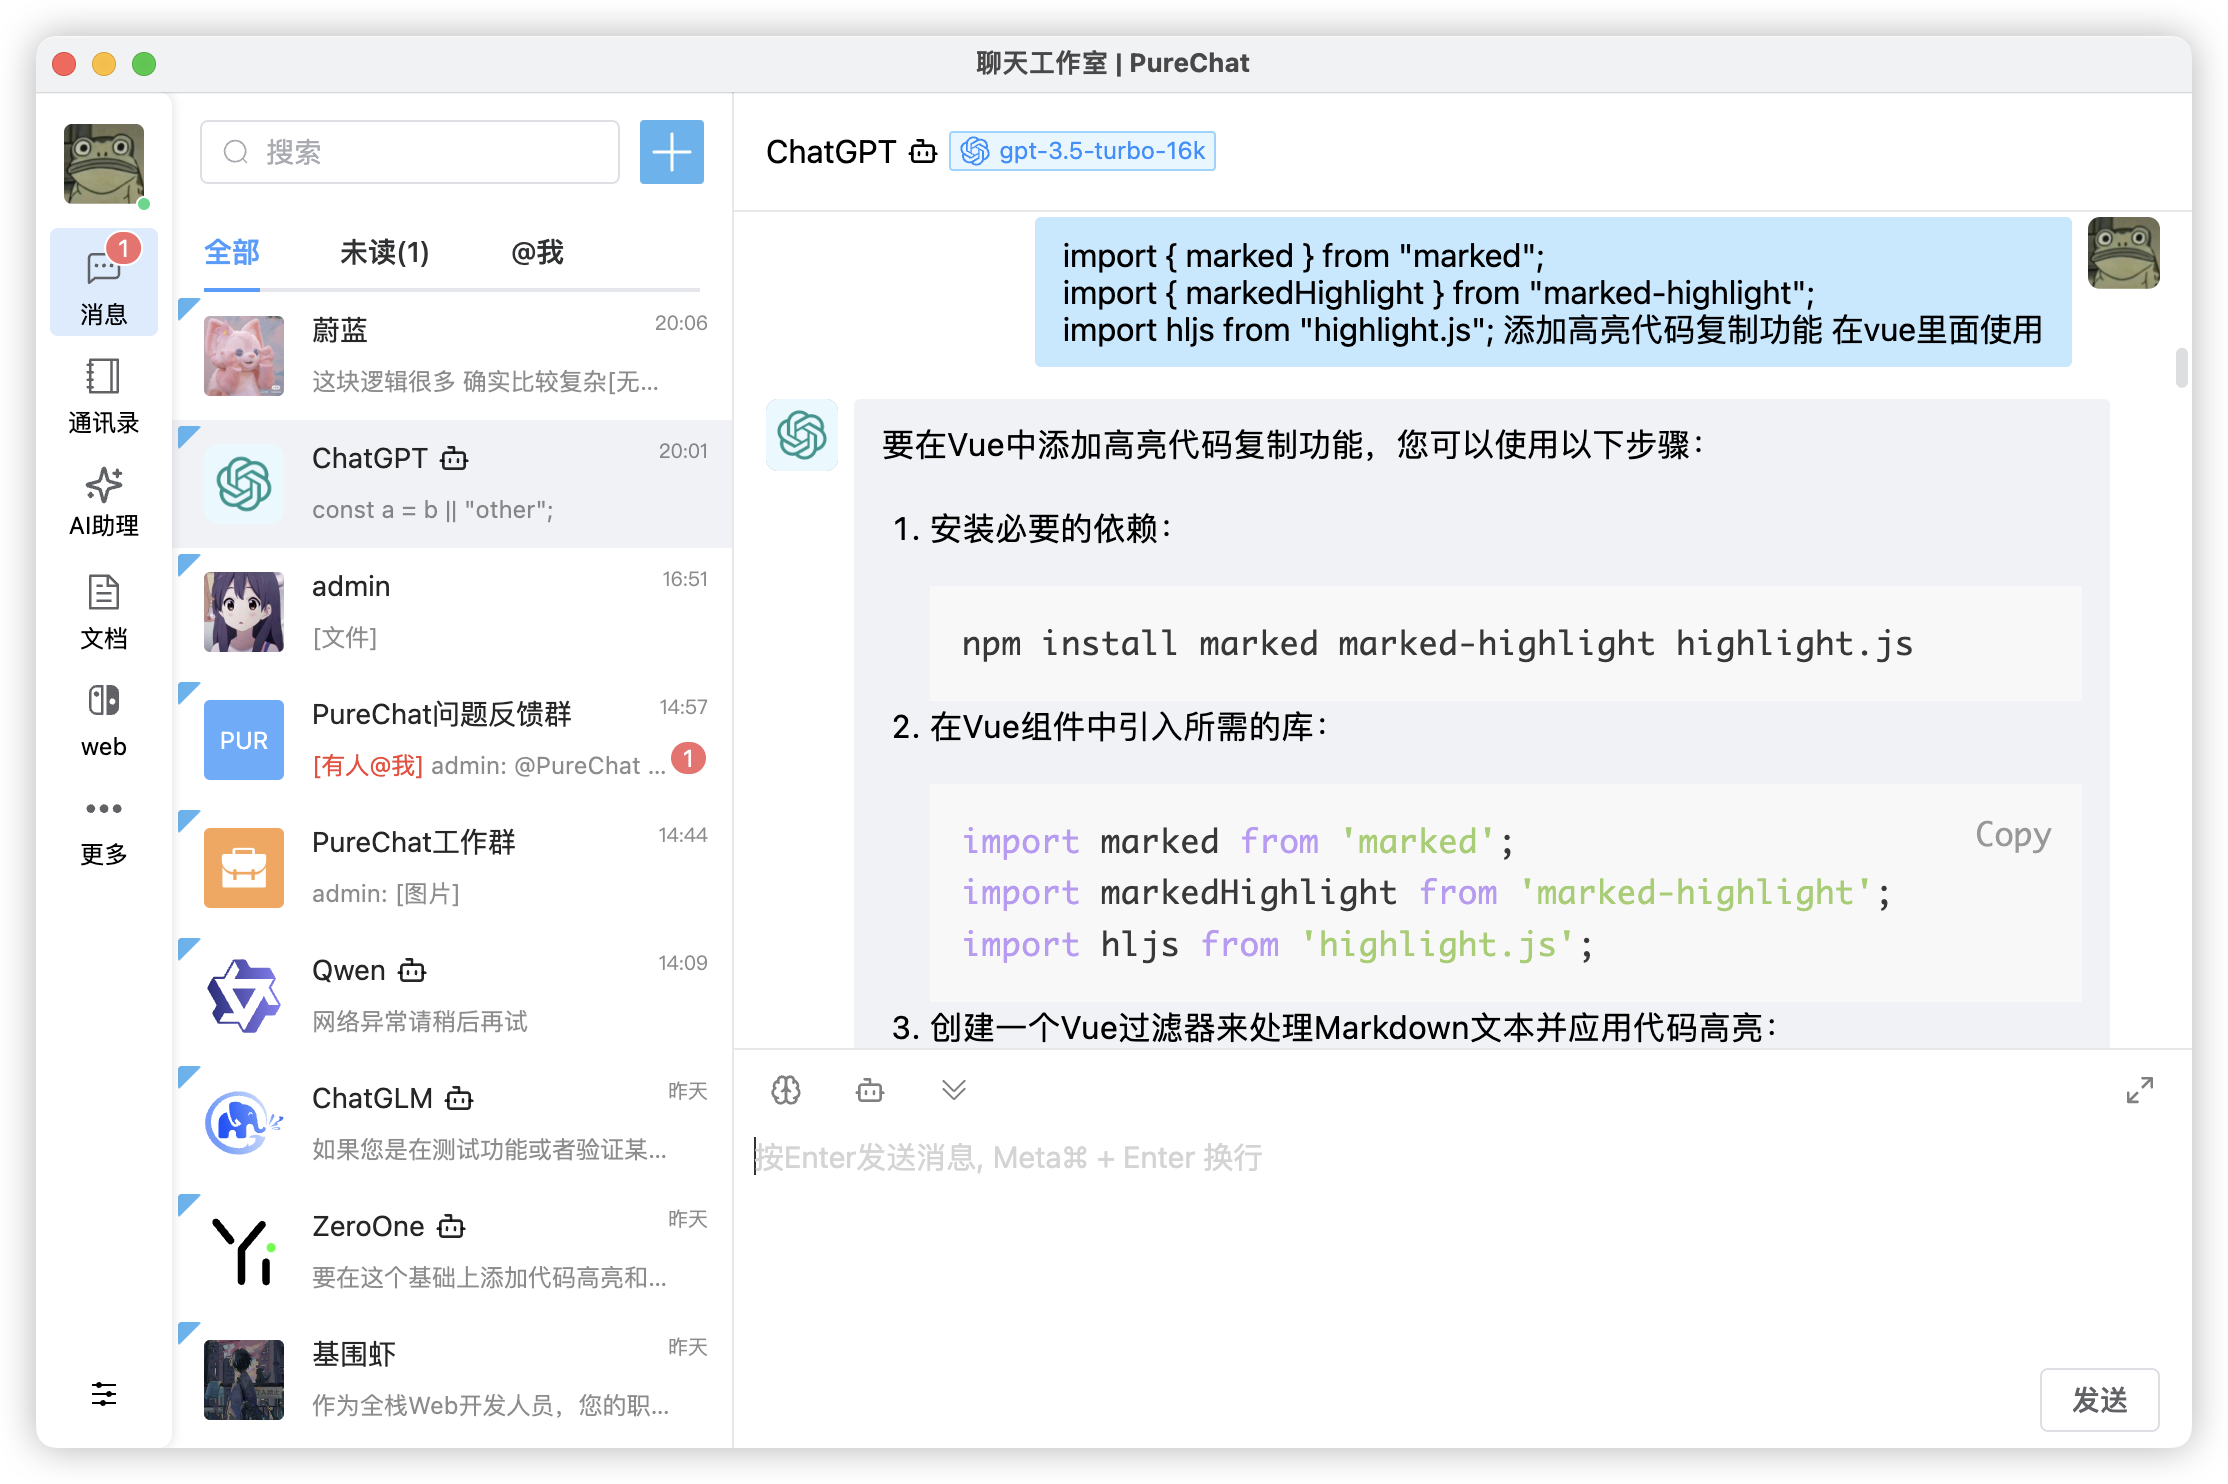 聊天工作室 | PureChat
1
消息
通讯录
AI助理
文档
web
更多
搜索
全部
未读(1)
@我
蔚蓝
20:06
这块逻辑很多 确实比较复杂[无...
ChatGPT
20:01
const a = b || "other";
admin
16:51
[文件]
PUR
PureChat问题反馈群
14:57
[有人@我] admin: @PureChat ...
1
PureChat工作群
14:44
admin: [图片]
Qwen
14:09
网络异常请稍后再试
ChatGLM
昨天
如果您是在测试功能或者验证某...
ZeroOne
昨天
要在这个基础上添加代码高亮和...
基围虾
昨天
作为全栈Web开发人员，您的职...
ChatGPT
gpt-3.5-turbo-16k
import { marked } from "marked";
import { markedHighlight } from "marked-highlight";
import hljs from "highlight.js"; 添加高亮代码复制功能 在vue里面使用
要在Vue中添加高亮代码复制功能，您可以使用以下步骤：
1. 安装必要的依赖：
npm install marked marked-highlight highlight.js
2. 在Vue组件中引入所需的库：
Copy
import marked from 'marked';
import markedHighlight from 'marked-highlight';
import hljs from 'highlight.js';
3. 创建一个Vue过滤器来处理Markdown文本并应用代码高亮：
按Enter发送消息, Meta⌘ + Enter 换行
发送